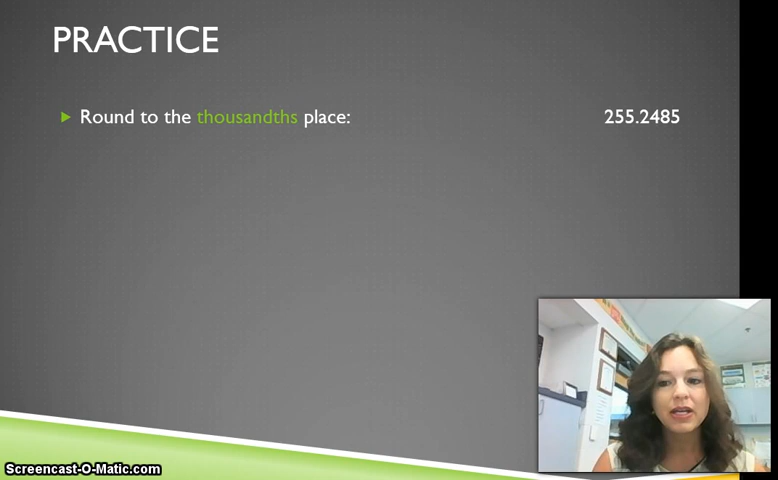 PRACTICE
Round to the thousandths place: 255.2485
Screencast-O-Matic.com